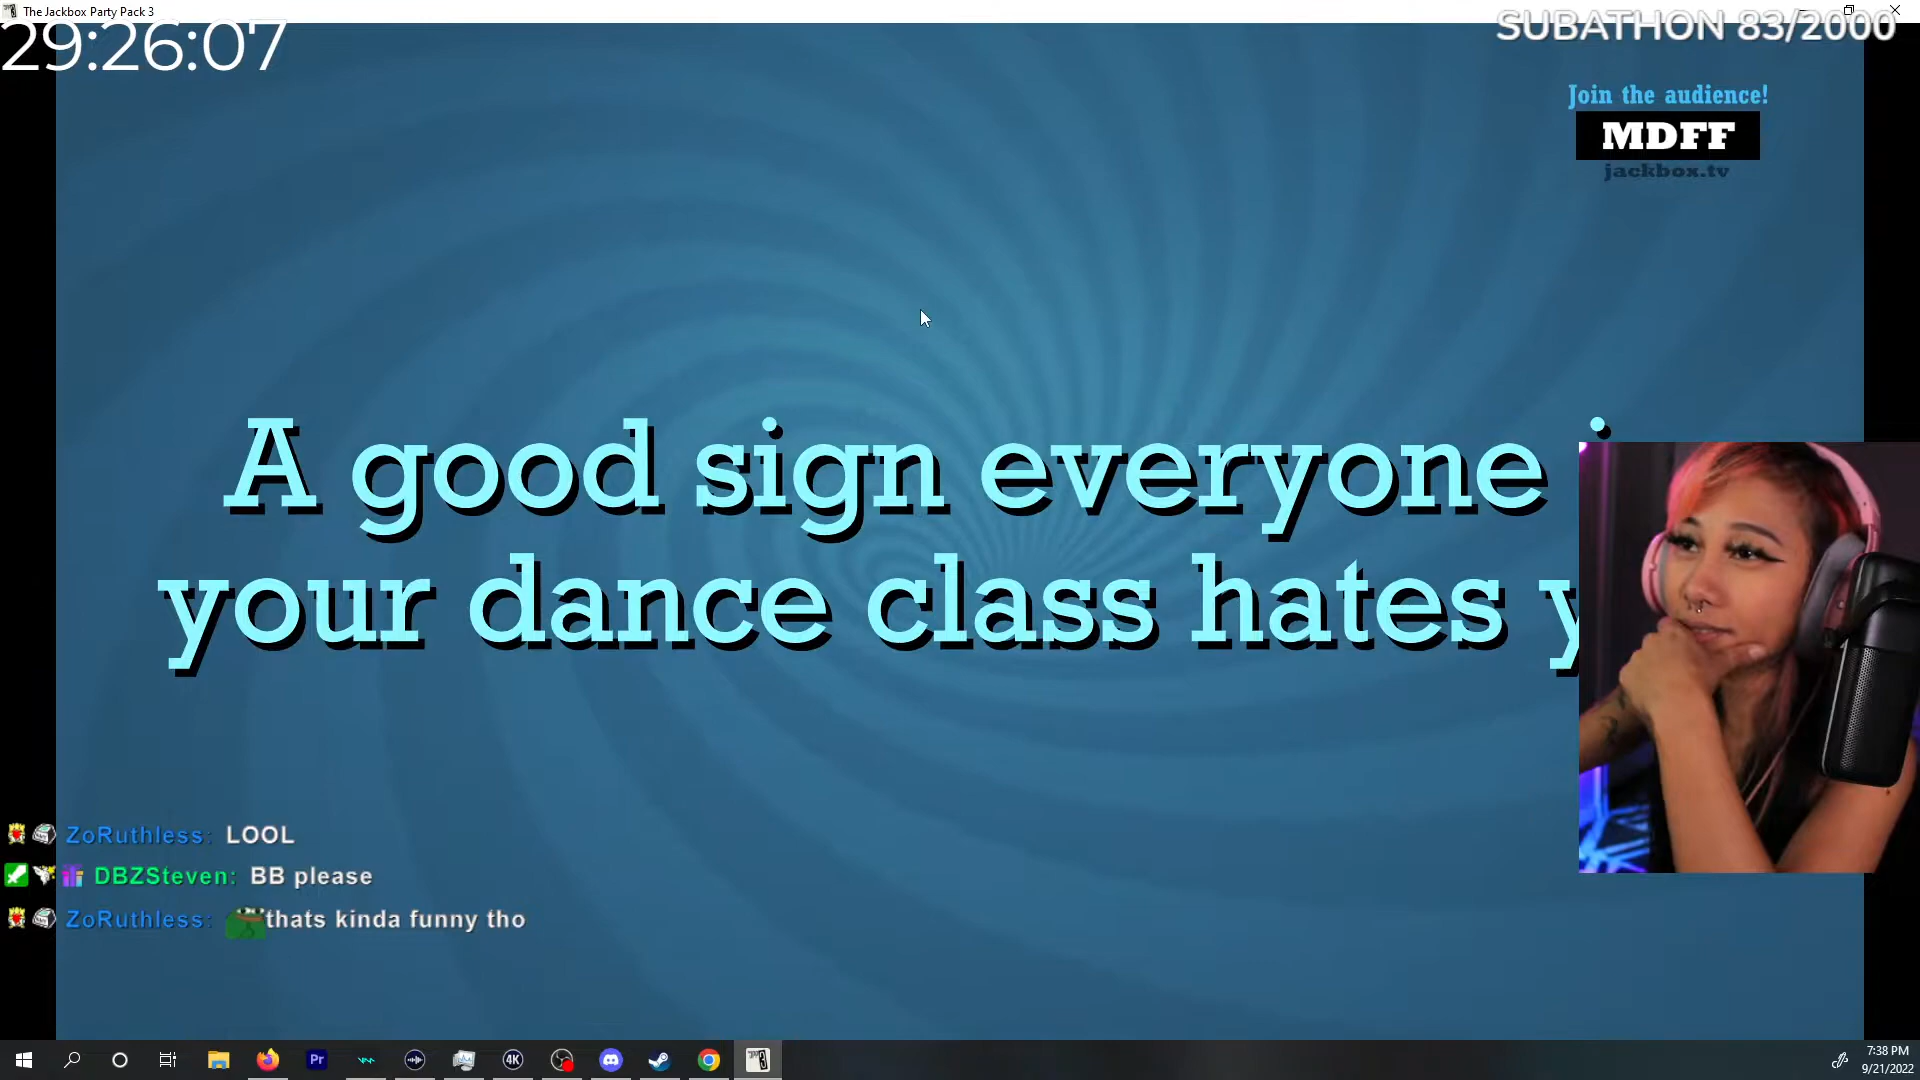 The Jackbox Party Pack 3
29:26:07
SUBATHON 83/2000
Join the audience!
MDFF
jackbox.tv
A good sign everyone i
your dance class hates y
ZoRuthless: LOOL
DBZSteven: BB please
ZoRuthless: thats kinda funny tho
Pr
4K
7:38 PM
9/21/2022